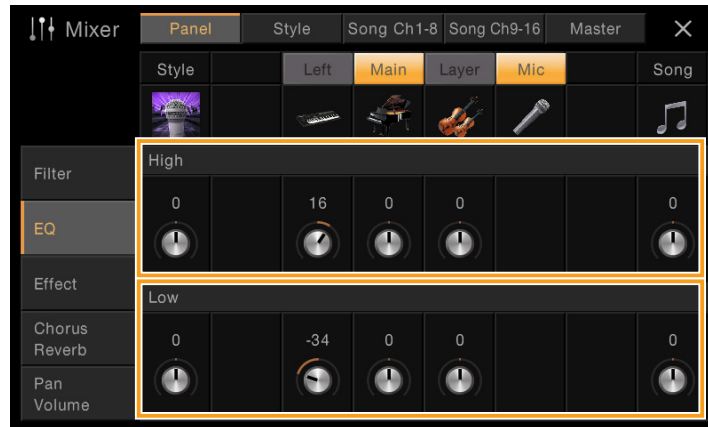 Mixer
Panel Style Song Ch1-8 Song Ch9-16 Master
Style Left Main Layer Mic Song
Filter
EQ
Effect
Chorus
Reverb
Pan
Volume
High
0 16 0 0 0
Low
0 -34 0 0 0